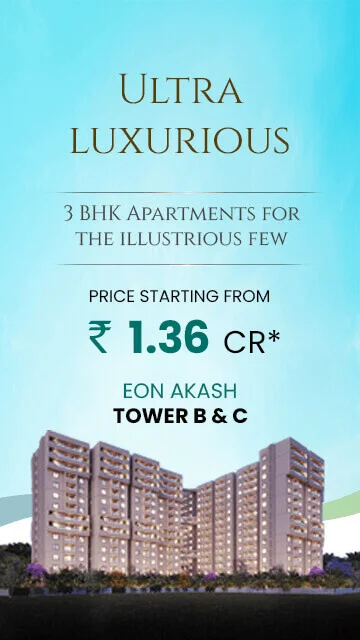 ULTRA
LUXURIOUS
3 BHK APARTMENTS FOR
THE ILLUSTRIOUS FEW
PRICE STARTING FROM
₹ 1.36 CR*
EON AKASH
TOWER B & C